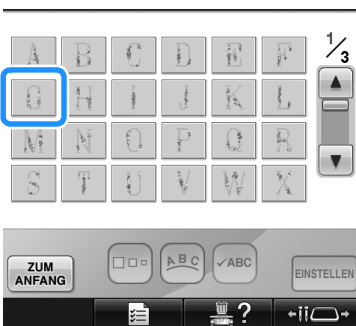 1/3
A B C D E F
G H I J K L
M N O P Q R
S T U V W X
ZUM ANFANG
ABC
✓ABC
EINSTELLEN
?